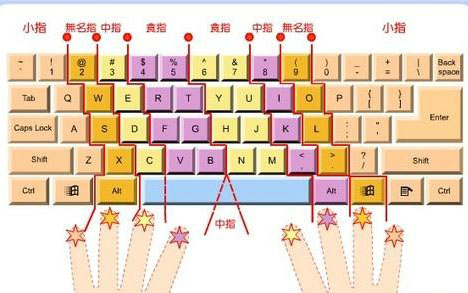 小指 無名指 中指 食指 食指 中指 無名指 小指
~ ! @ # $ % ^ & * ( ) _ + | Back
` 1 2 3 4 5 6 7 8 9 0 - = \ space
Tab Q W E R T Y U I O P { }
[ ] Enter
Caps Lock A S D F G H J K L : "
; '
Shift Z X C V B N M < > ? Shift
, . /
Ctrl Alt Alt Ctrl
中指